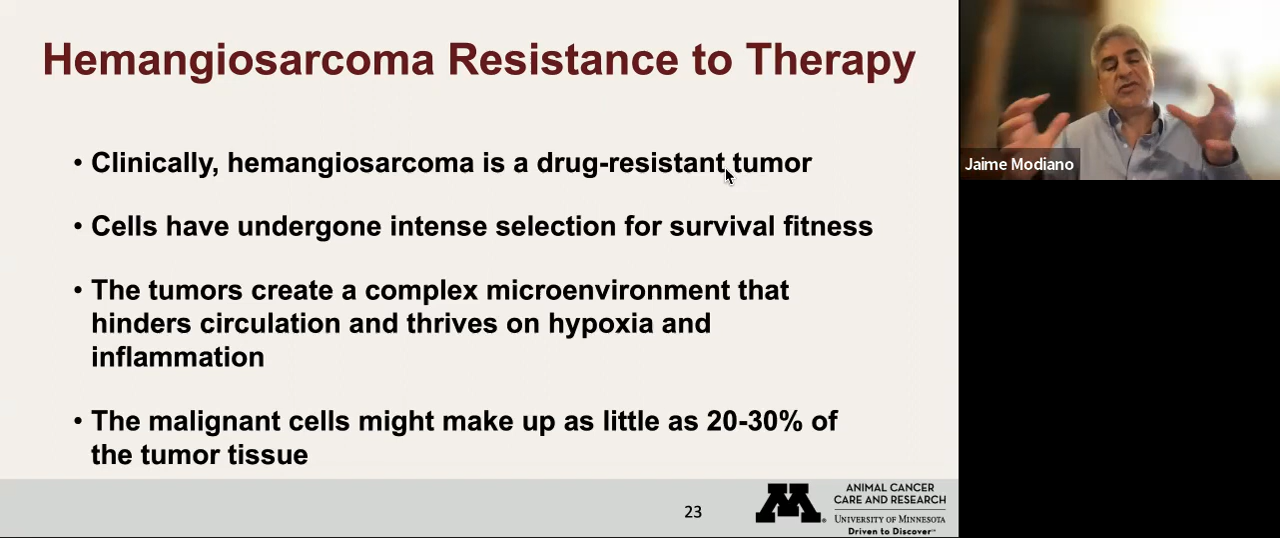 Hemangiosarcoma Resistance to Therapy
• Clinically, hemangiosarcoma is a drug-resistant tumor
• Cells have undergone intense selection for survival fitness
• The tumors create a complex microenvironment that
hinders circulation and thrives on hypoxia and
inflammation
• The malignant cells might make up as little as 20-30% of
the tumor tissue
23
M
ANIMAL CANCER
CARE AND RESEARCH
UNIVERSITY OF MINNESOTA
Driven to Discover℠
Jaime Modiano